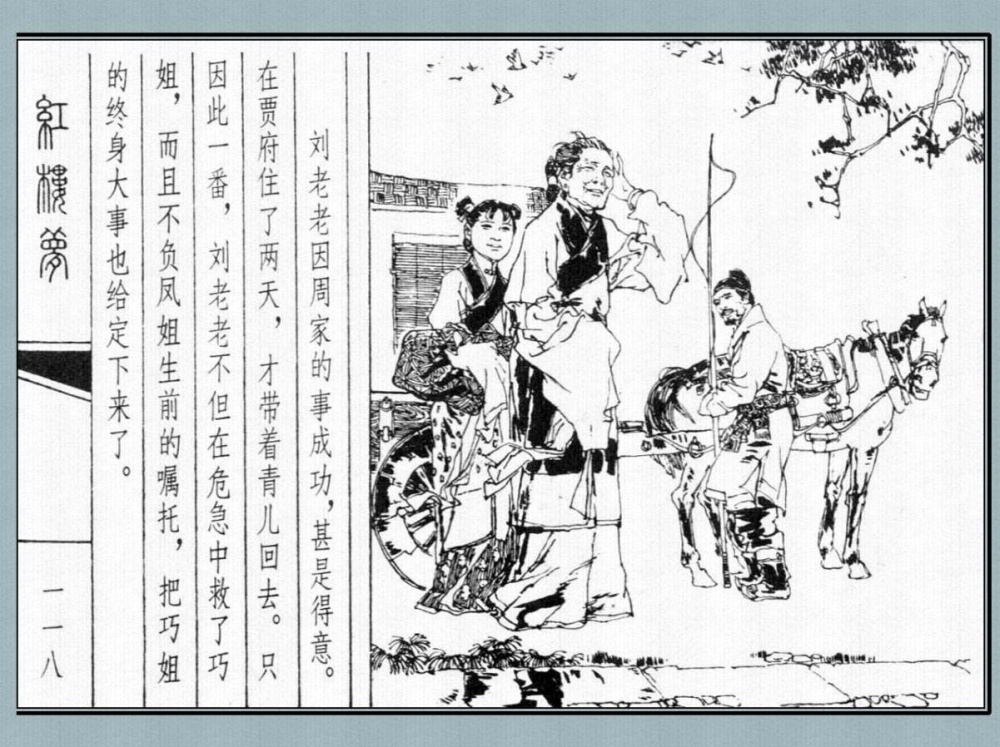 刘老老因周家的事成功，甚是得意。
在贾府住了两天，才带着青儿回去。只
因此一番，刘老老不但在危急中救了巧
姐，而且不负凤姐生前的嘱托，把巧姐
的终身大事也给定下来了。
紅樓夢
一一八